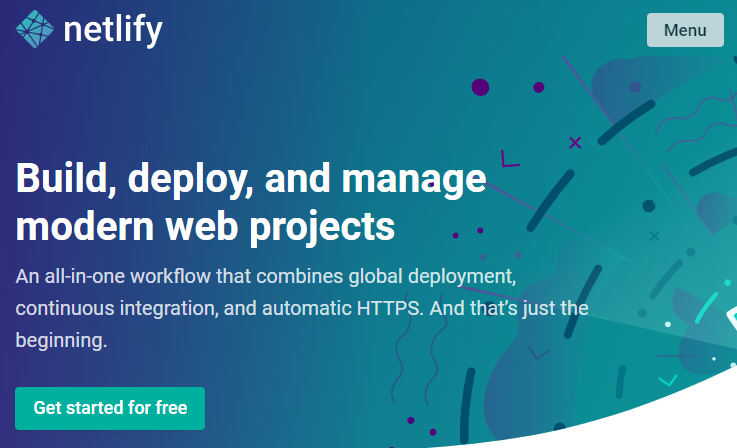 netlify
Menu
Build, deploy, and manage
modern web projects
An all-in-one workflow that combines global deployment,
continuous integration, and automatic HTTPS. And that's just the
beginning.
Get started for free